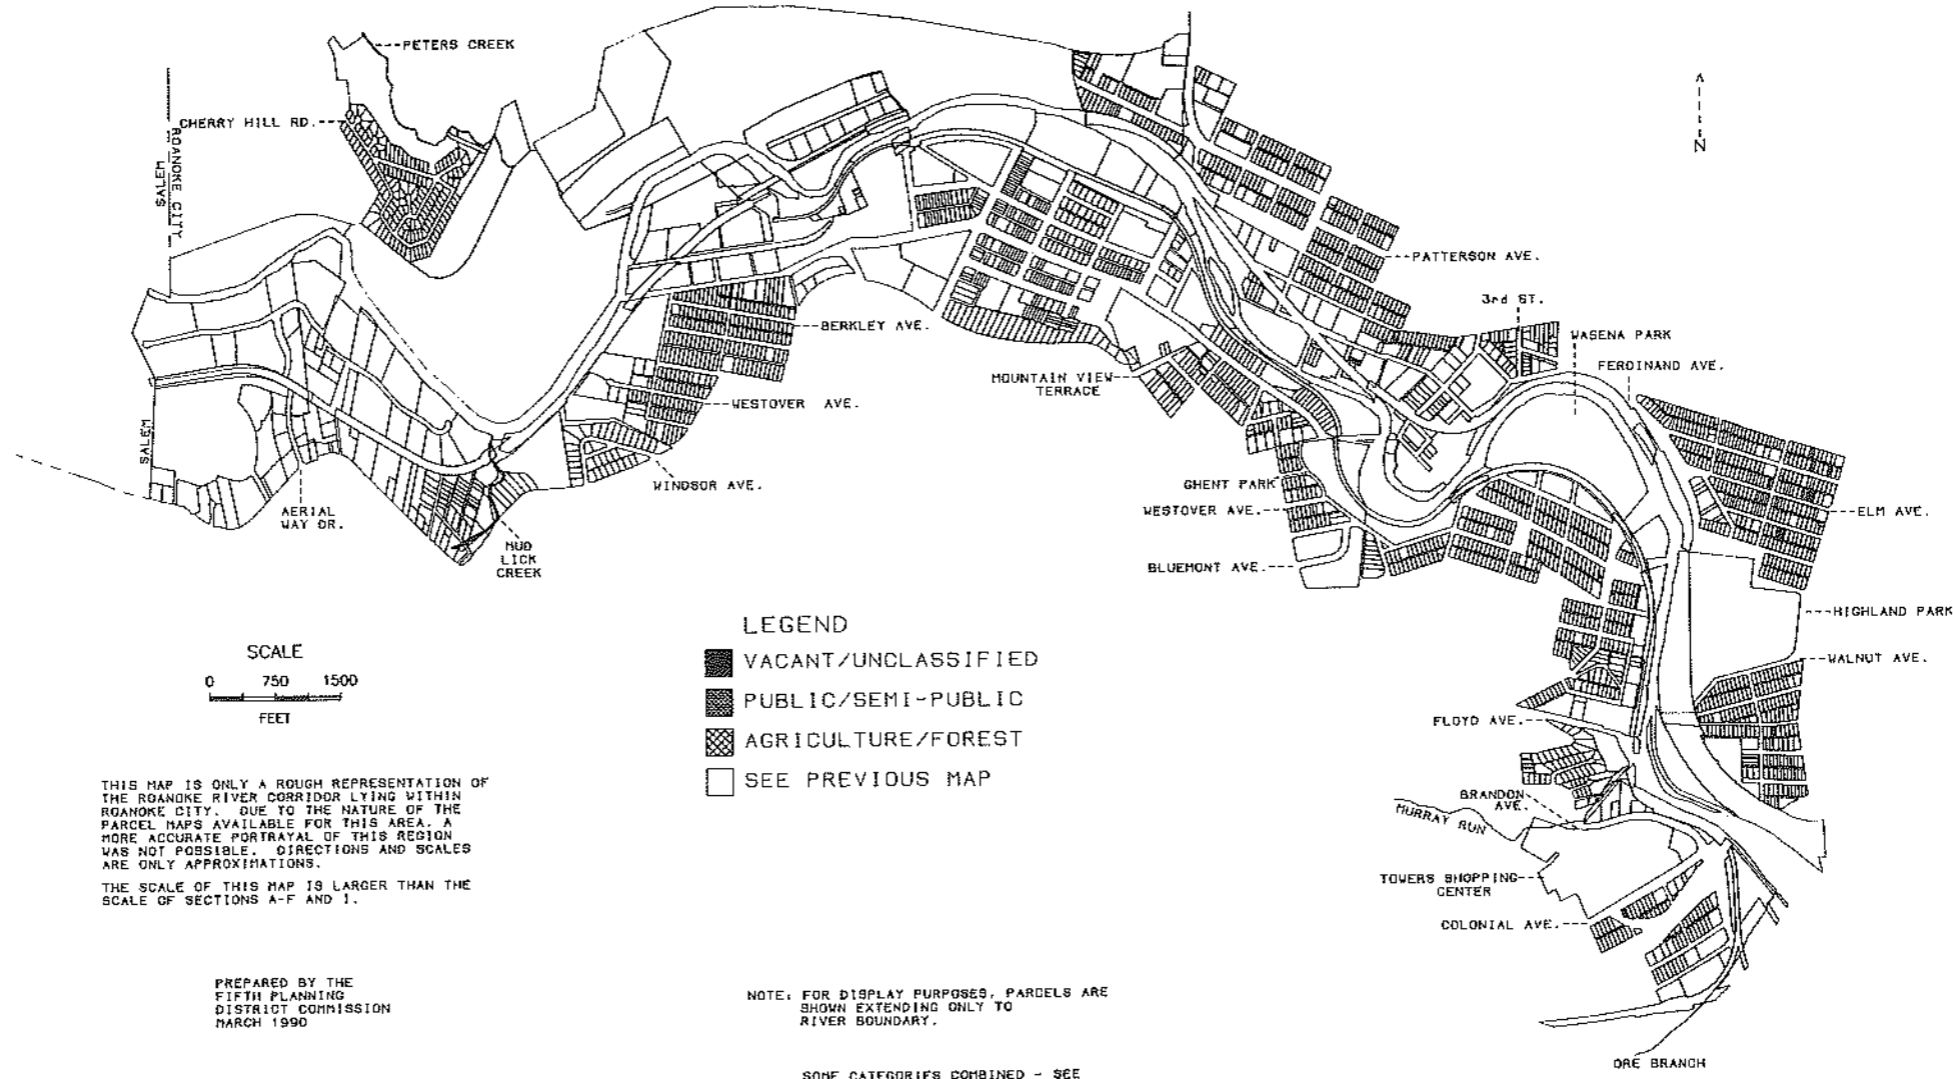 PETERS CREEK
CHERRY HILL RD.
SALEM
ROANOKE CITY
N
PATTERSON AVE.
3rd ST.
WASENA PARK
FERDINAND AVE.
BERKLEY AVE.
MOUNTAIN VIEW
TERRACE
WESTOVER AVE.
SALEM
WINDSOR AVE.
GHENT PARK
AERIAL
WAY DR.
WESTOVER AVE.
ELM AVE.
MUD
LICK
CREEK
BLUEMONT AVE.
HIGHLAND PARK
WALNUT AVE.
FLOYD AVE.
BRANDON
AVE.
MURRAY RUN
TOWERS SHOPPING
CENTER
COLONIAL AVE.
ORE BRANCH
SCALE
0 750 1500
FEET
LEGEND
VACANT/UNCLASSIFIED
PUBLIC/SEMI-PUBLIC
AGRICULTURE/FOREST
SEE PREVIOUS MAP
THIS MAP IS ONLY A ROUGH REPRESENTATION OF
THE ROANOKE RIVER CORRIDOR LYING WITHIN
ROANOKE CITY. DUE TO THE NATURE OF THE
PARCEL MAPS AVAILABLE FOR THIS AREA, A
MORE ACCURATE PORTRAYAL OF THIS REGION
WAS NOT POSSIBLE. DIRECTIONS AND SCALES
ARE ONLY APPROXIMATIONS.
THE SCALE OF THIS MAP IS LARGER THAN THE
SCALE OF SECTIONS A-F AND I.
PREPARED BY THE
FIFTH PLANNING
DISTRICT COMMISSION
MARCH 1990
NOTE: FOR DISPLAY PURPOSES, PARCELS ARE
SHOWN EXTENDING ONLY TO
RIVER BOUNDARY.
SOME CATEGORIES COMBINED - SEE